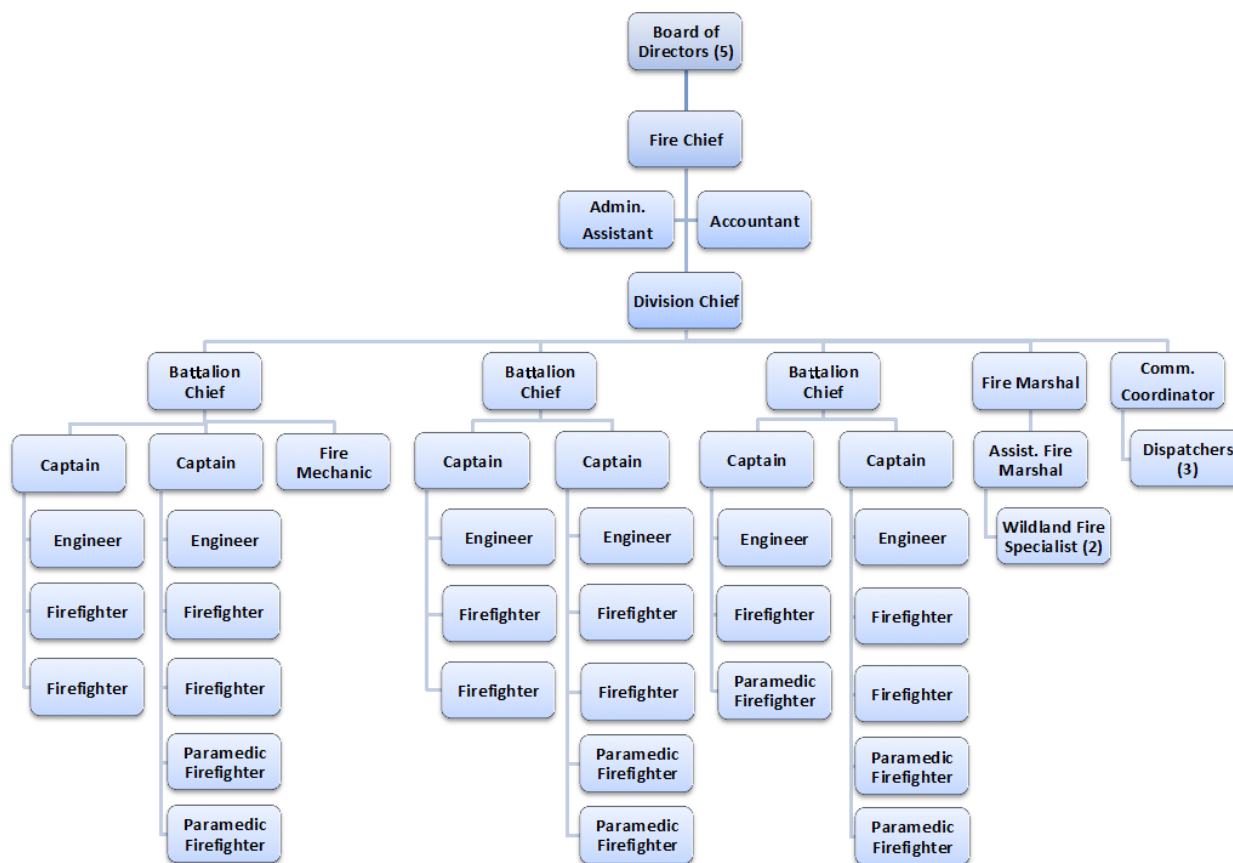 Board of
Directors (5)
Fire Chief
Admin.
Assistant
Accountant
Division Chief
Battalion
Chief
Battalion
Chief
Battalion
Chief
Fire Marshal
Comm.
Coordinator
Captain
Captain
Fire
Mechanic
Captain
Captain
Captain
Captain
Assist. Fire
Marshal
Dispatchers
(3)
Engineer
Engineer
Engineer
Engineer
Engineer
Engineer
Wildland Fire
Specialist (2)
Firefighter
Firefighter
Firefighter
Firefighter
Firefighter
Firefighter
Firefighter
Firefighter
Firefighter
Firefighter
Paramedic
Firefighter
Firefighter
Paramedic
Firefighter
Paramedic
Firefighter
Paramedic
Firefighter
Paramedic
Firefighter
Paramedic
Firefighter
Paramedic
Firefighter